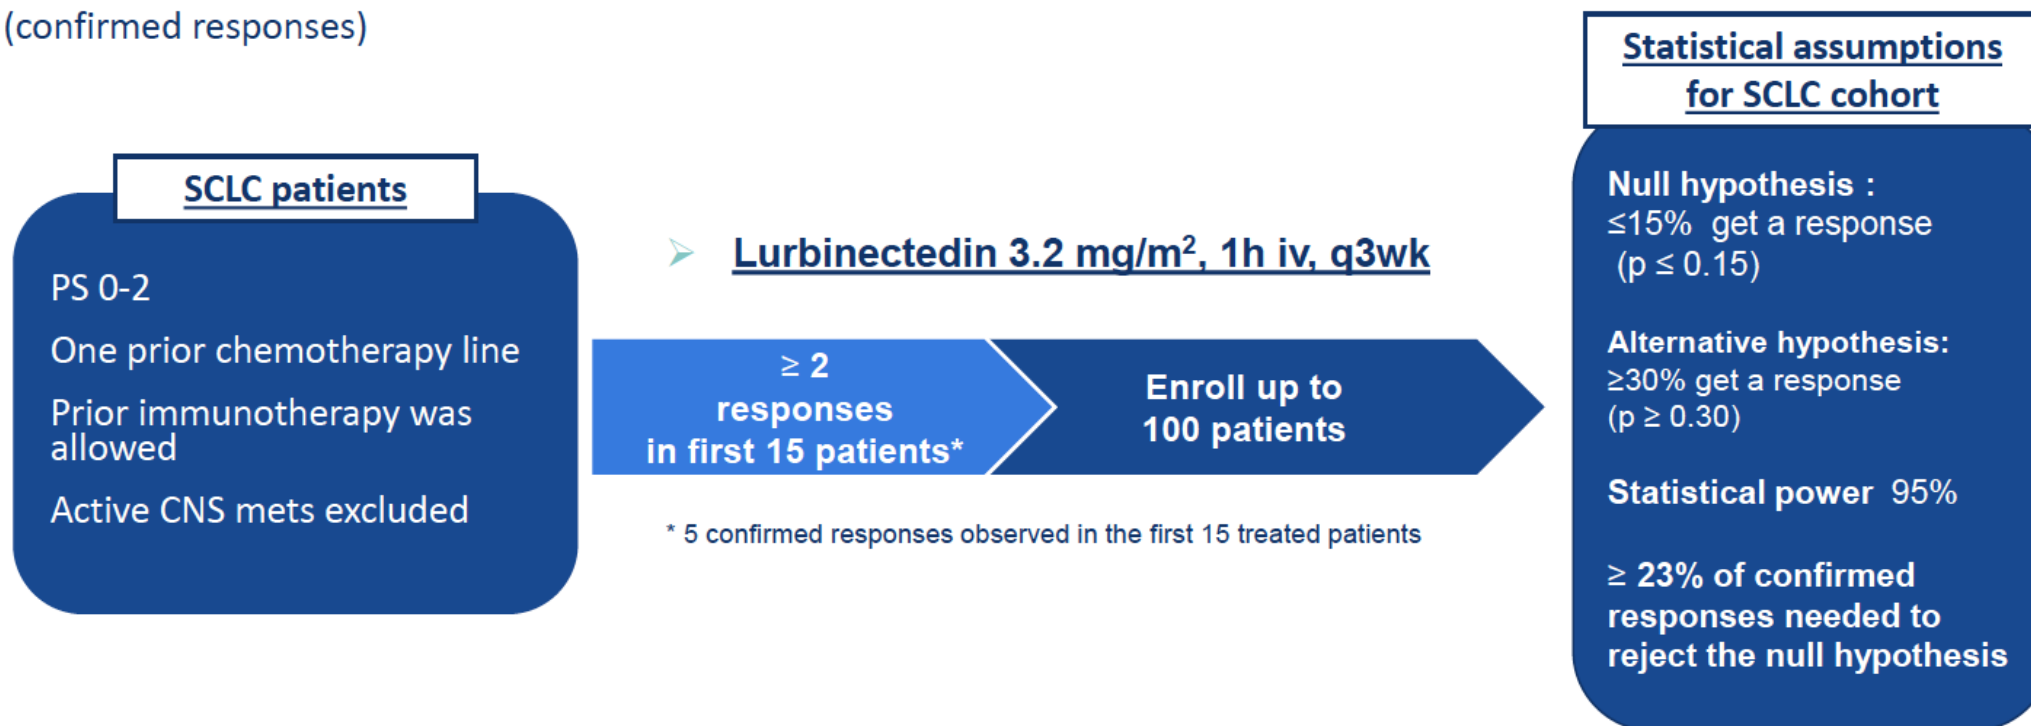 (confirmed responses)
SCLC patients
PS 0-2
One prior chemotherapy line
Prior immunotherapy was
allowed
Active CNS mets excluded
➢ Lurbinectedin 3.2 mg/m², 1h iv, q3wk
≥ 2
responses
in first 15 patients*
Enroll up to
100 patients
* 5 confirmed responses observed in the first 15 treated patients
Statistical assumptions
for SCLC cohort
Null hypothesis :
≤15% get a response
(p ≤ 0.15)
Alternative hypothesis:
≥30% get a response
(p ≥ 0.30)
Statistical power 95%
≥ 23% of confirmed
responses needed to
reject the null hypothesis